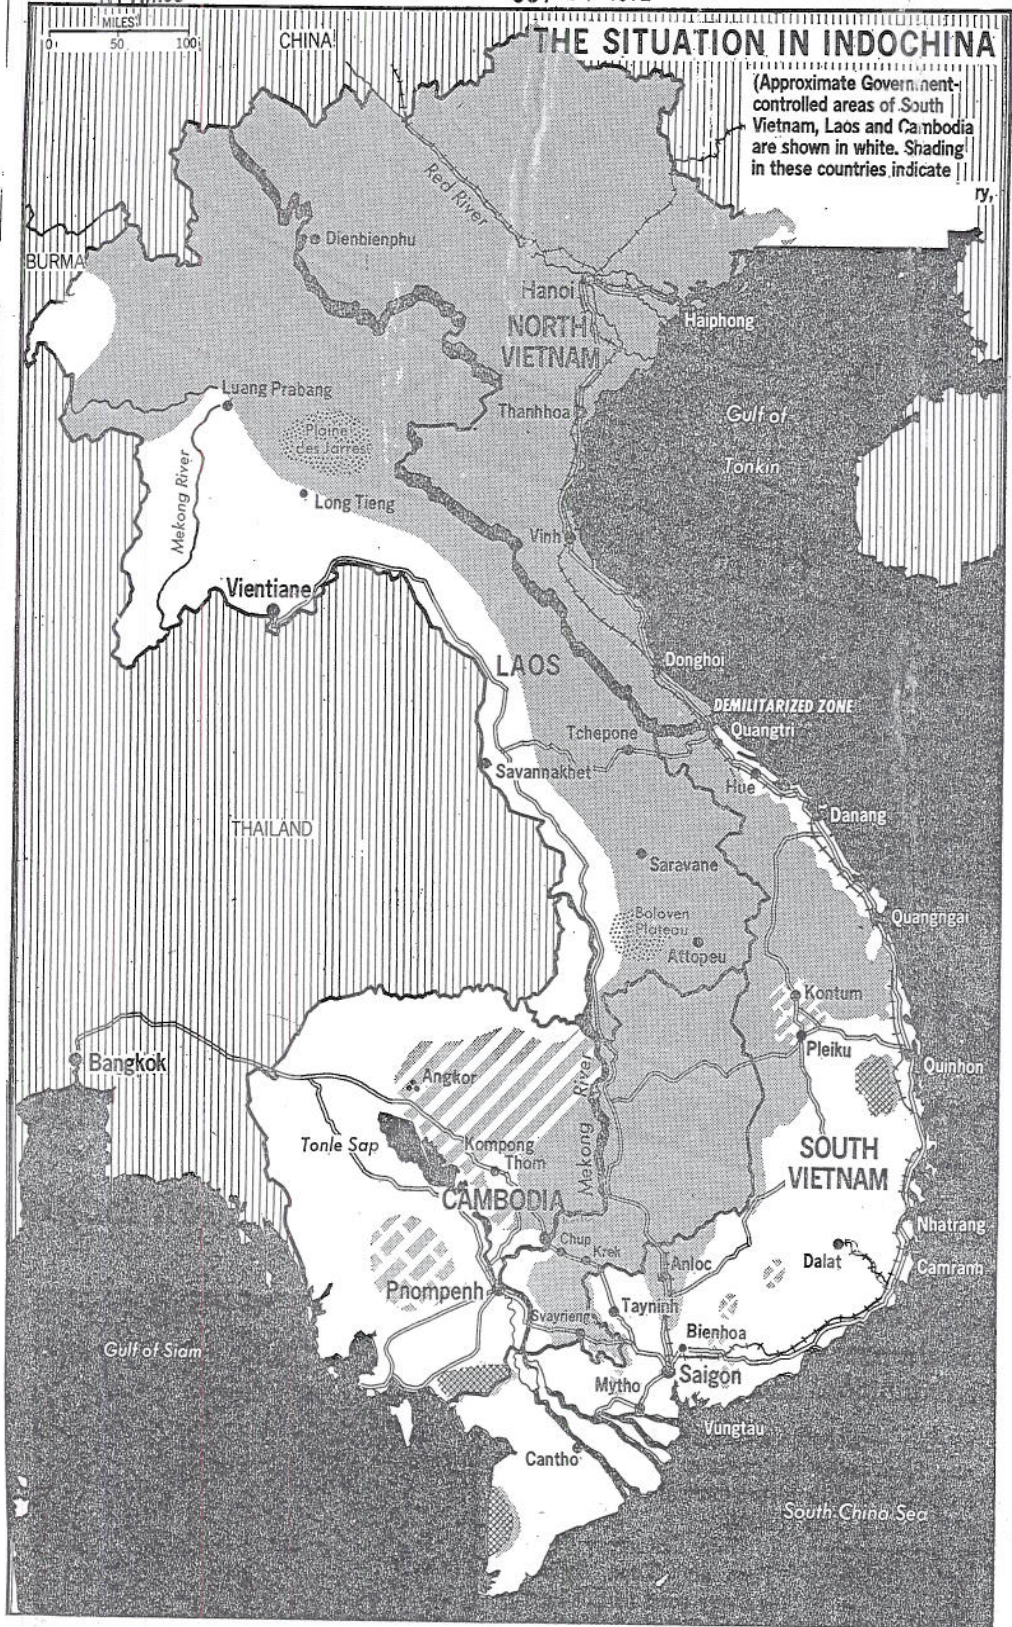 MILES
0 50 100
CHINA
THE SITUATION IN INDOCHINA
(Approximate Government-
controlled areas of South
Vietnam, Laos and Cambodia
are shown in white. Shading
in these countries indicate
ry,
Red River
Dienbienphu
BURMA
Hanoi
Haiphong
NORTH
VIETNAM
Luang Prabang
Thanhhoa
Gulf of
Tonkin
Plaine
des Jarres
Mekong River
Long Tieng
Vinh
Vientiane
LAOS
Donghoi
DEMILITARIZED ZONE
Quangtri
Tchepone
Savannakhet
Hue
THAILAND
Danang
Saravane
Boloven
Plateau
Quangngai
Attopeu
Kontum
Bangkok
Pleiku
Quinhon
Angkor
Mekong River
Tonle Sap
Kompong
Thom
SOUTH
VIETNAM
CAMBODIA
Nhatrang
Chup
Krek
Anloc
Dalat
Camranh
Pnompenh
Svayrieng
Tayninh
Bienhoa
Gulf of Siam
Saigon
Mytho
Vungtau
Cantho
South China Sea